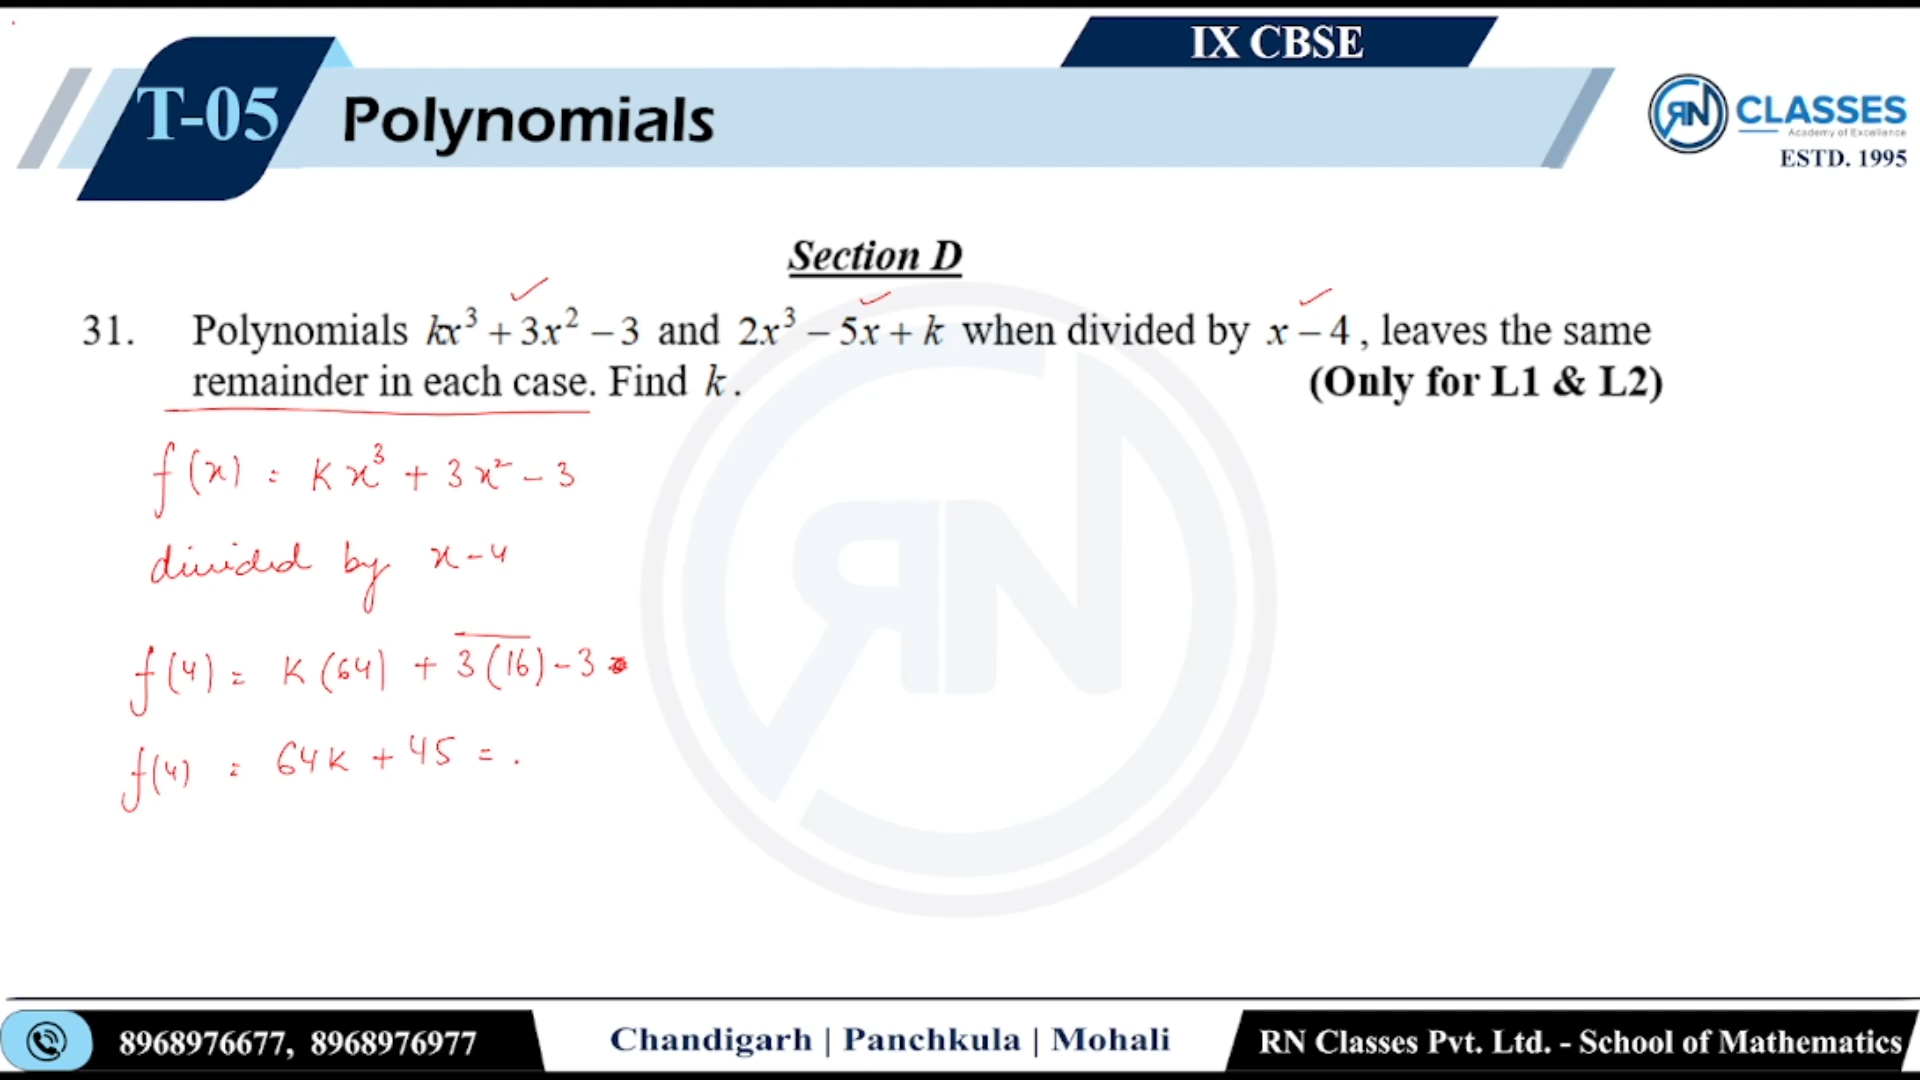 IX CBSE
T-05 Polynomials
RN CLASSES
Academy of Excellence
ESTD. 1995
Section D
31. Polynomials kx³ + 3x² − 3 and 2x³ − 5x + k when divided by x − 4, leaves the same
remainder in each case. Find k. (Only for L1 & L2)
f(x) = Kx³ + 3x² − 3
divided by x−4
f(4) = K(64) + 3(16) − 3
f(4) = 64K + 45 = .
RN
8968976677, 8968976977 Chandigarh | Panchkula | Mohali RN Classes Pvt. Ltd. - School of Mathematics